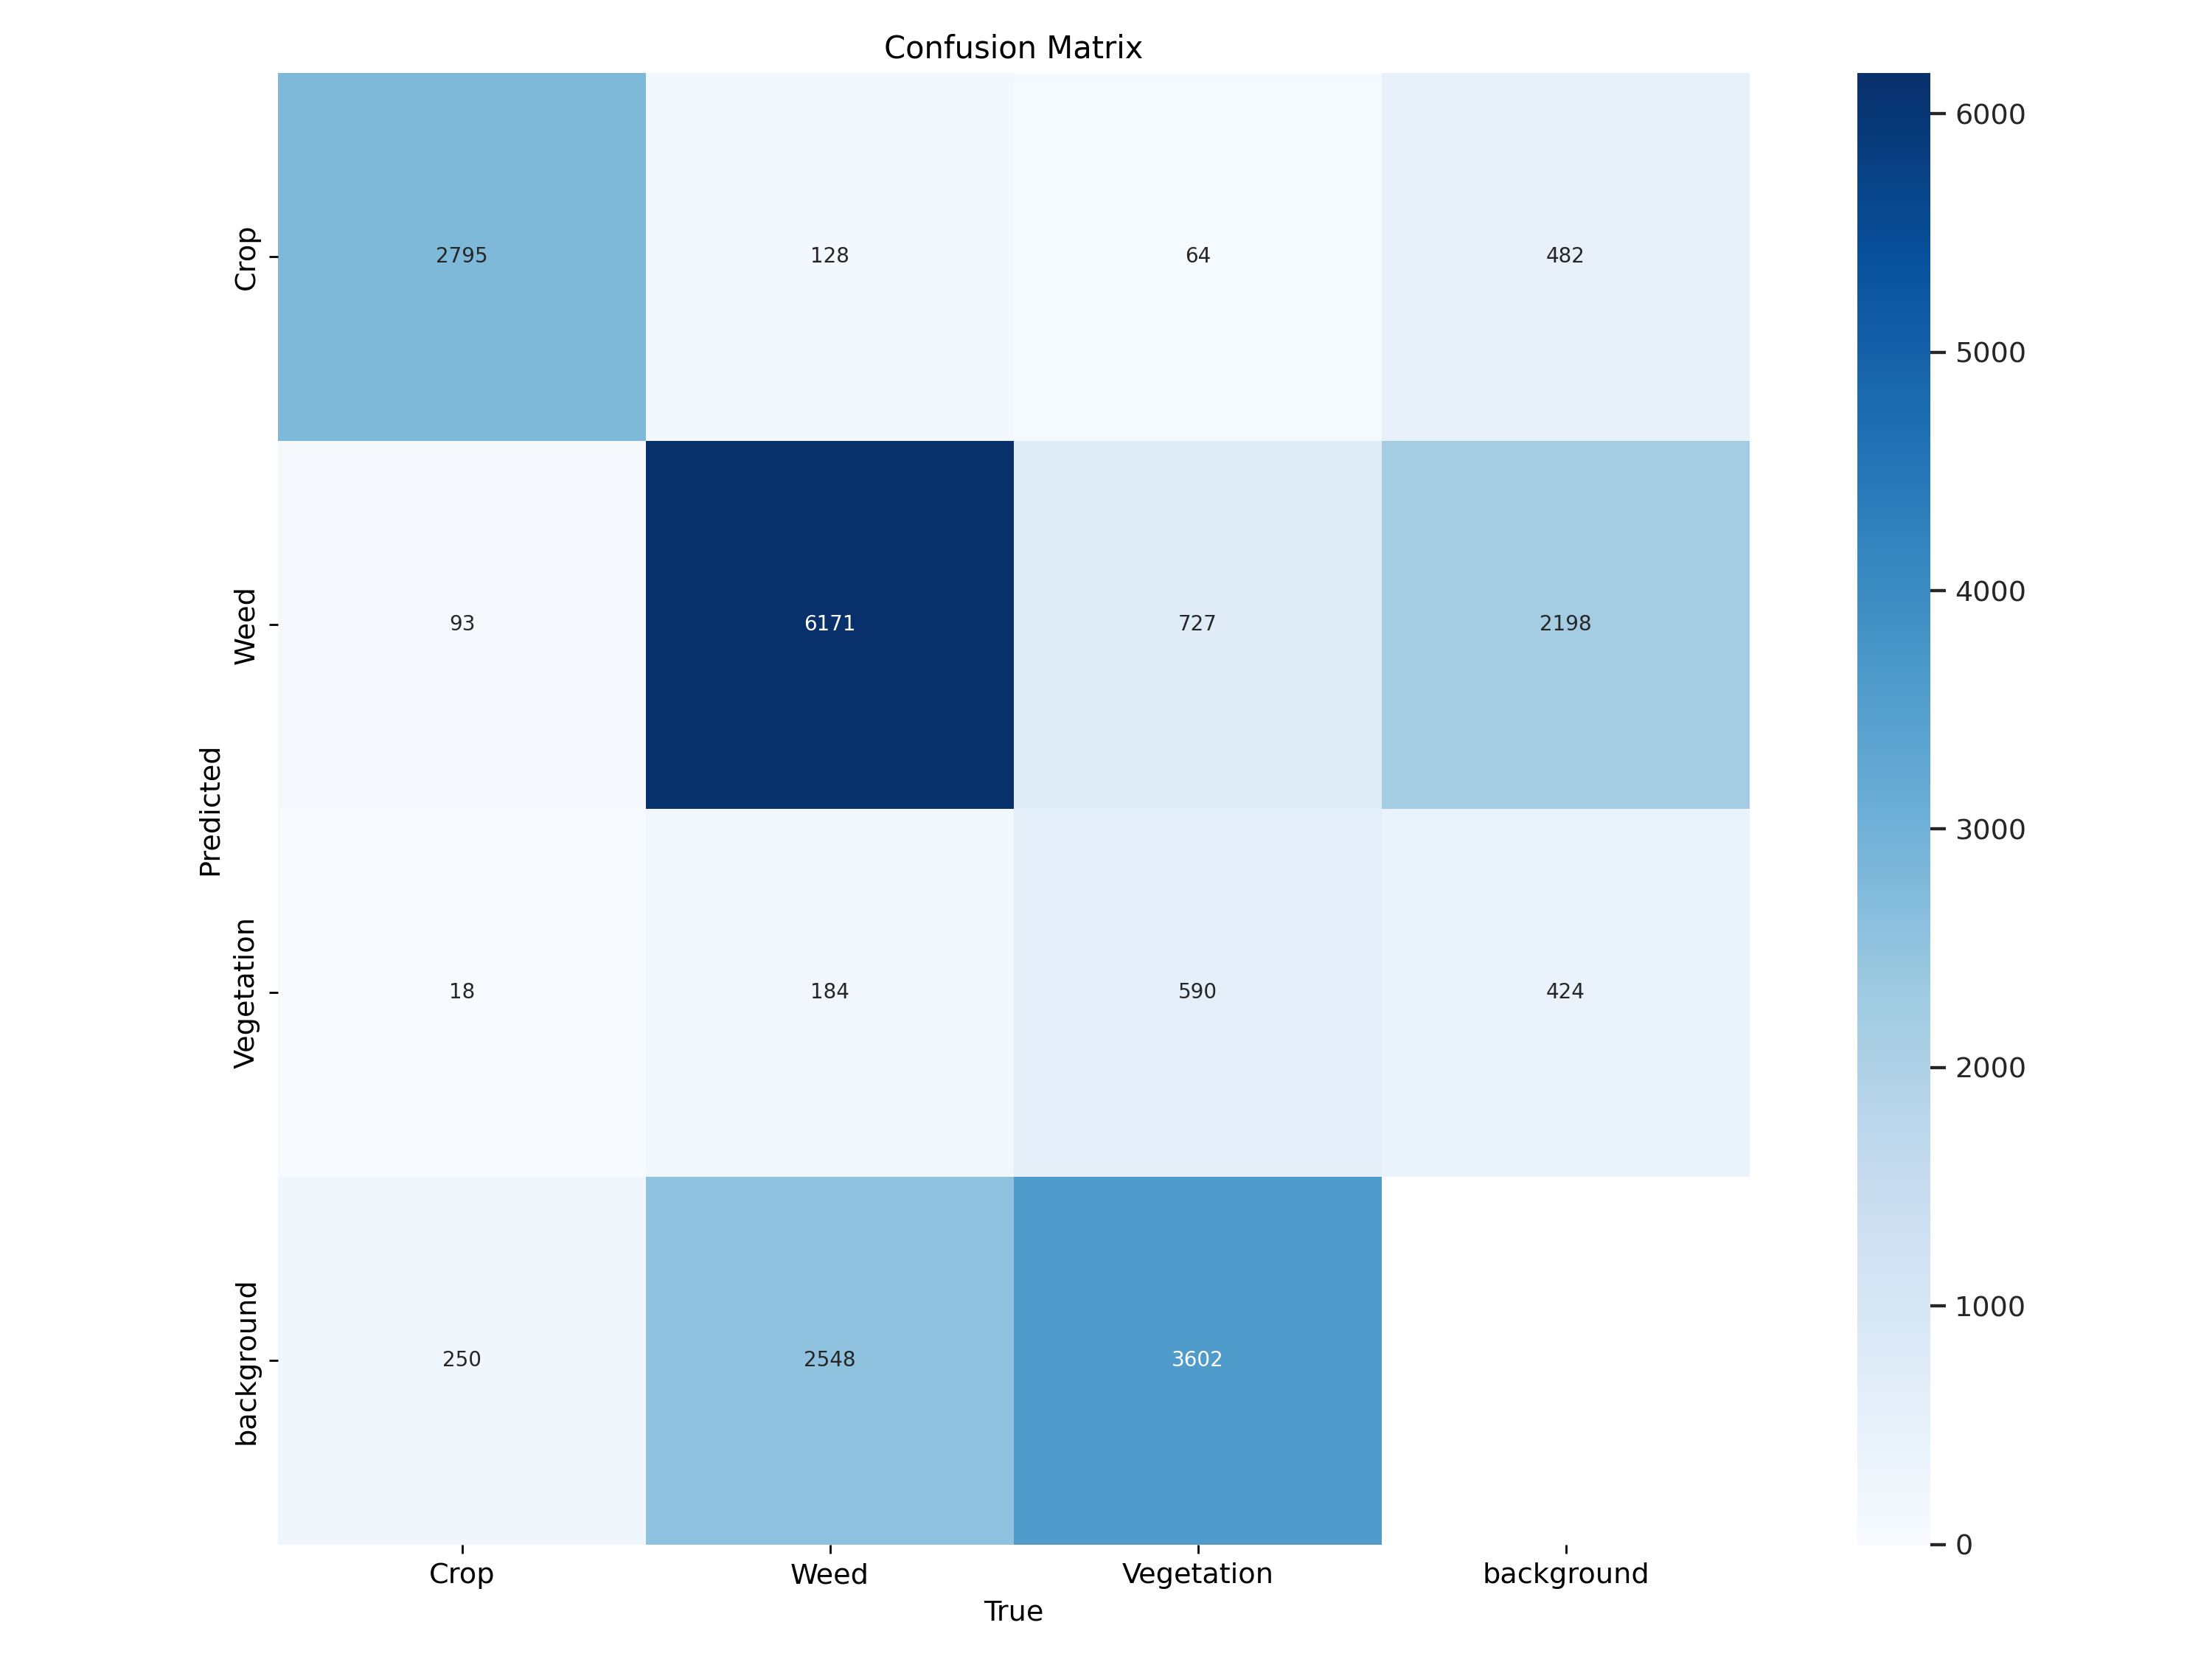 Confusion Matrix
Crop
2795
128
64
482
Weed
93
6171
727
2198
Vegetation
18
184
590
424
background
250
2548
3602
Predicted
Crop
Weed
Vegetation
background
True
6000
5000
4000
3000
2000
1000
0